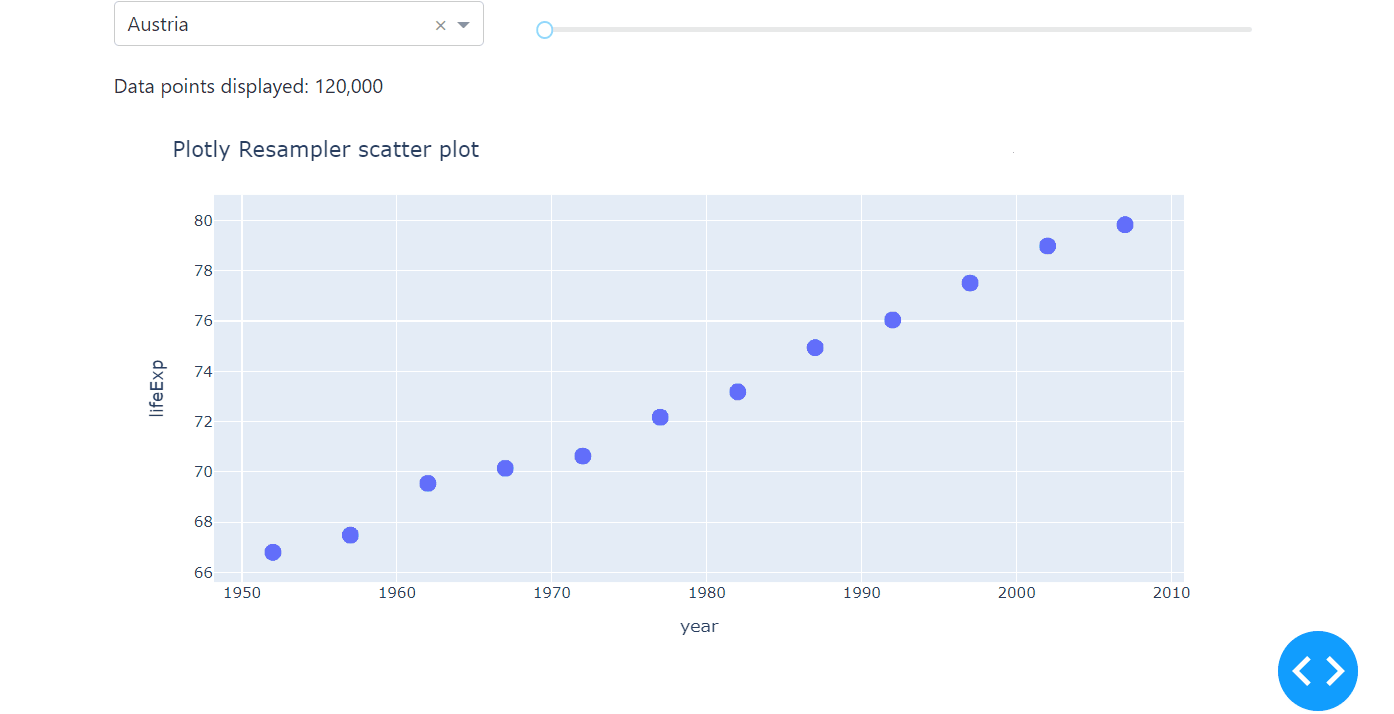 Austria ×
Data points displayed: 120,000
Plotly Resampler scatter plot
80
78
76
74
72
70
68
66
lifeExp
1950 1960 1970 1980 1990 2000 2010
year